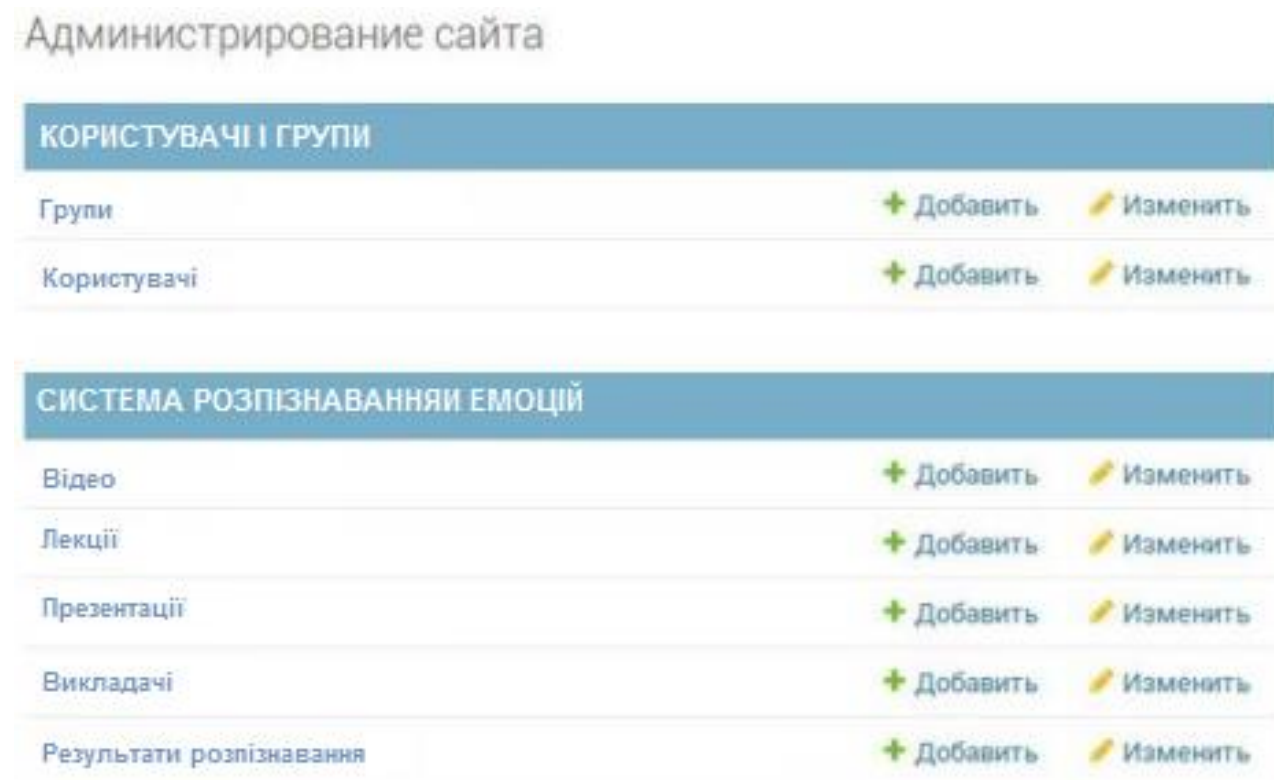 Администрирование сайта
КОРИСТУВАЧІ І ГРУПИ
Групи Добавить Изменить
Користувачі Добавить Изменить
СИСТЕМА РОЗПІЗНАВАННЯИ ЕМОЦІЙ
Відео Добавить Изменить
Лекції Добавить Изменить
Презентації Добавить Изменить
Викладачі Добавить Изменить
Результати розпізнавання Добавить Изменить